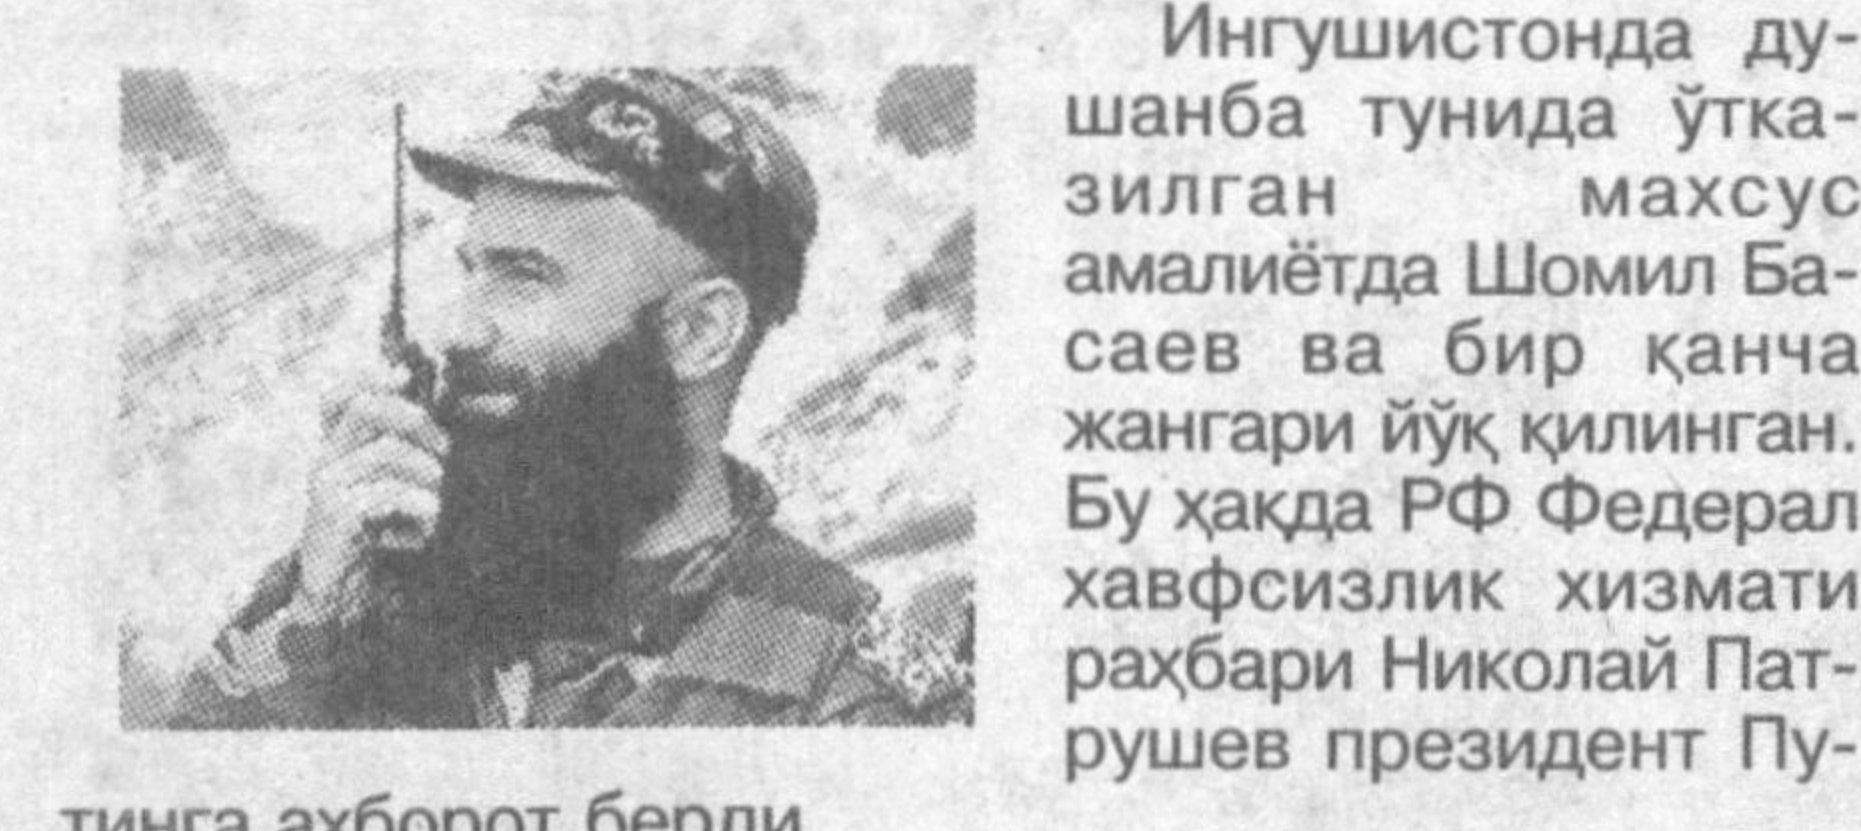 Ингушистонда ду-
шанба тунида ўтка-
зилган махсус
амалиётда Шомил Ба-
саев ва бир қанча
жангари йўқ қилинган.
Бу ҳақда РФ Федерал
хавфсизлик хизмати
раҳбари Николай Пат-
рушев президент Пу-
тинга ахборот берди